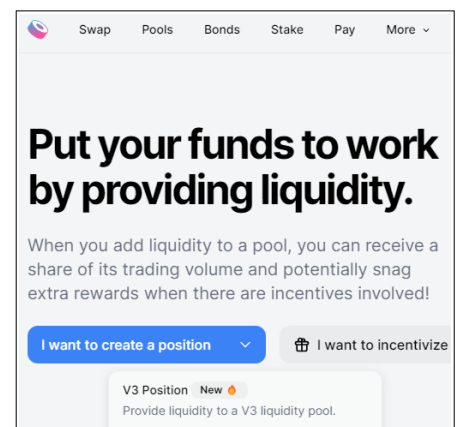 Swap Pools Bonds Stake Pay More
Put your funds to work
by providing liquidity.
When you add liquidity to a pool, you can receive a
share of its trading volume and potentially snag
extra rewards when there are incentives involved!
I want to create a position I want to incentivize
V3 Position New 🔥
Provide liquidity to a V3 liquidity pool.